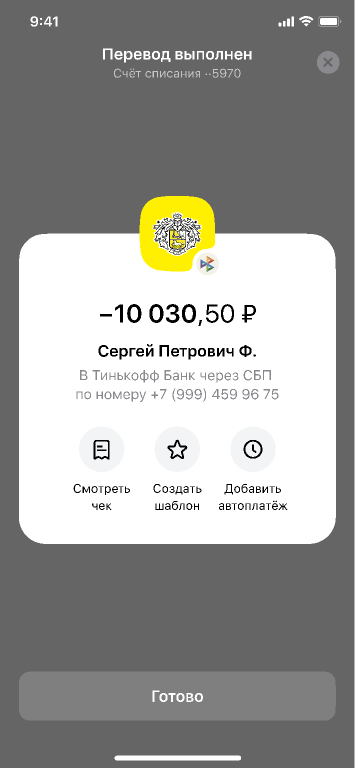 9:41
Перевод выполнен
Счёт списания ··5970
−10 030,50 ₽
Сергей Петрович Ф.
В Тинькофф Банк через СБП
по номеру +7 (999) 459 96 75
Смотреть
чек
Создать
шаблон
Добавить
автоплатёж
Готово